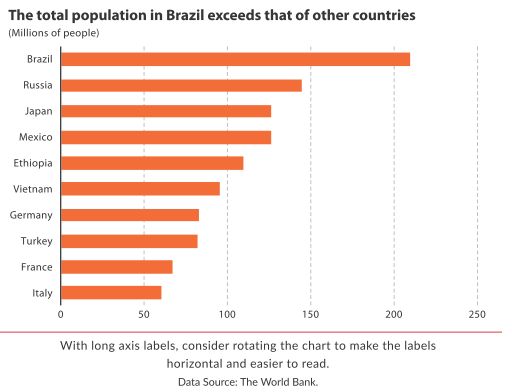 The total population in Brazil exceeds that of other countries
(Millions of people)
Brazil
Russia
Japan
Mexico
Ethiopia
Vietnam
Germany
Turkey
France
Italy
0 50 100 150 200 250
With long axis labels, consider rotating the chart to make the labels
horizontal and easier to read.
Data Source: The World Bank.